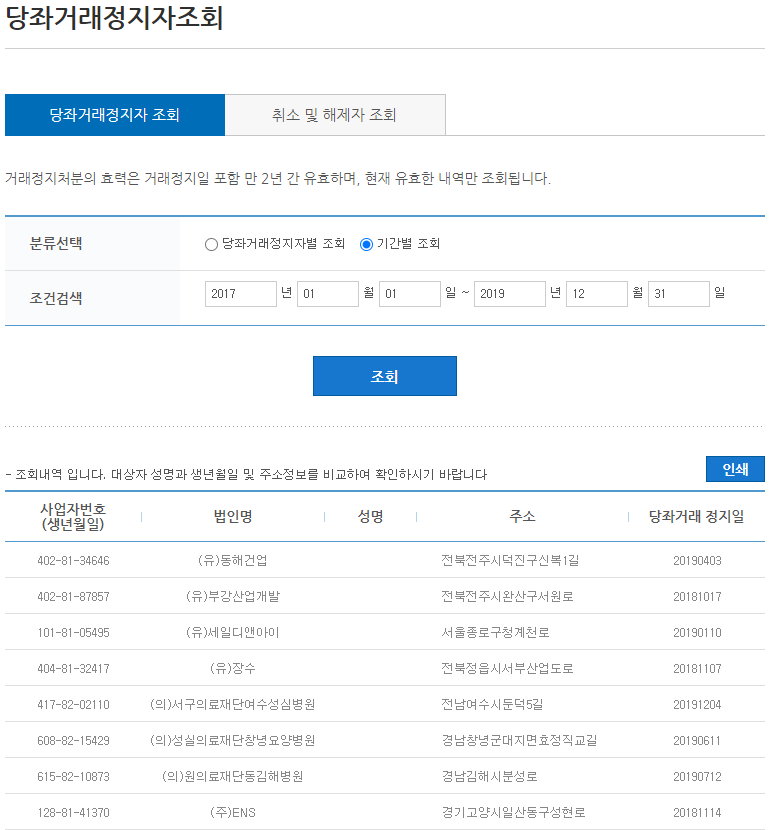 당좌거래정지자조회
당좌거래정지자 조회 취소 및 해제자 조회
거래정지처분의 효력은 거래정지일 포함 만 2년 간 유효하며, 현재 유효한 내역만 조회됩니다.
분류선택 당좌거래정지자별 조회 기간별 조회
조건검색 2017 년 01 월 01 일 ~ 2019 년 12 월 31 일
조회
- 조회내역 입니다. 대상자 성명과 생년월일 및 주소정보를 비교하여 확인하시기 바랍니다 인쇄
사업자번호 (생년월일) 법인명 성명 주소 당좌거래 정지일
402-81-34646 (유)동해건업 전북전주시덕진구신복1길 20190403
402-81-87857 (유)부강산업개발 전북전주시완산구서원로 20181017
101-81-05495 (유)세일디앤아이 서울종로구청계천로 20190110
404-81-32417 (유)장수 전북정읍시서부산업도로 20181107
417-82-02110 (의)서구의료재단여수성심병원 전남여수시둔덕5길 20191204
608-82-15429 (의)성실의료재단창녕요양병원 경남창녕군대지면효정직교길 20190611
615-82-10873 (의)원의료재단동김해병원 경남김해시분성로 20190712
128-81-41370 (주)ENS 경기고양시일산동구성현로 20181114